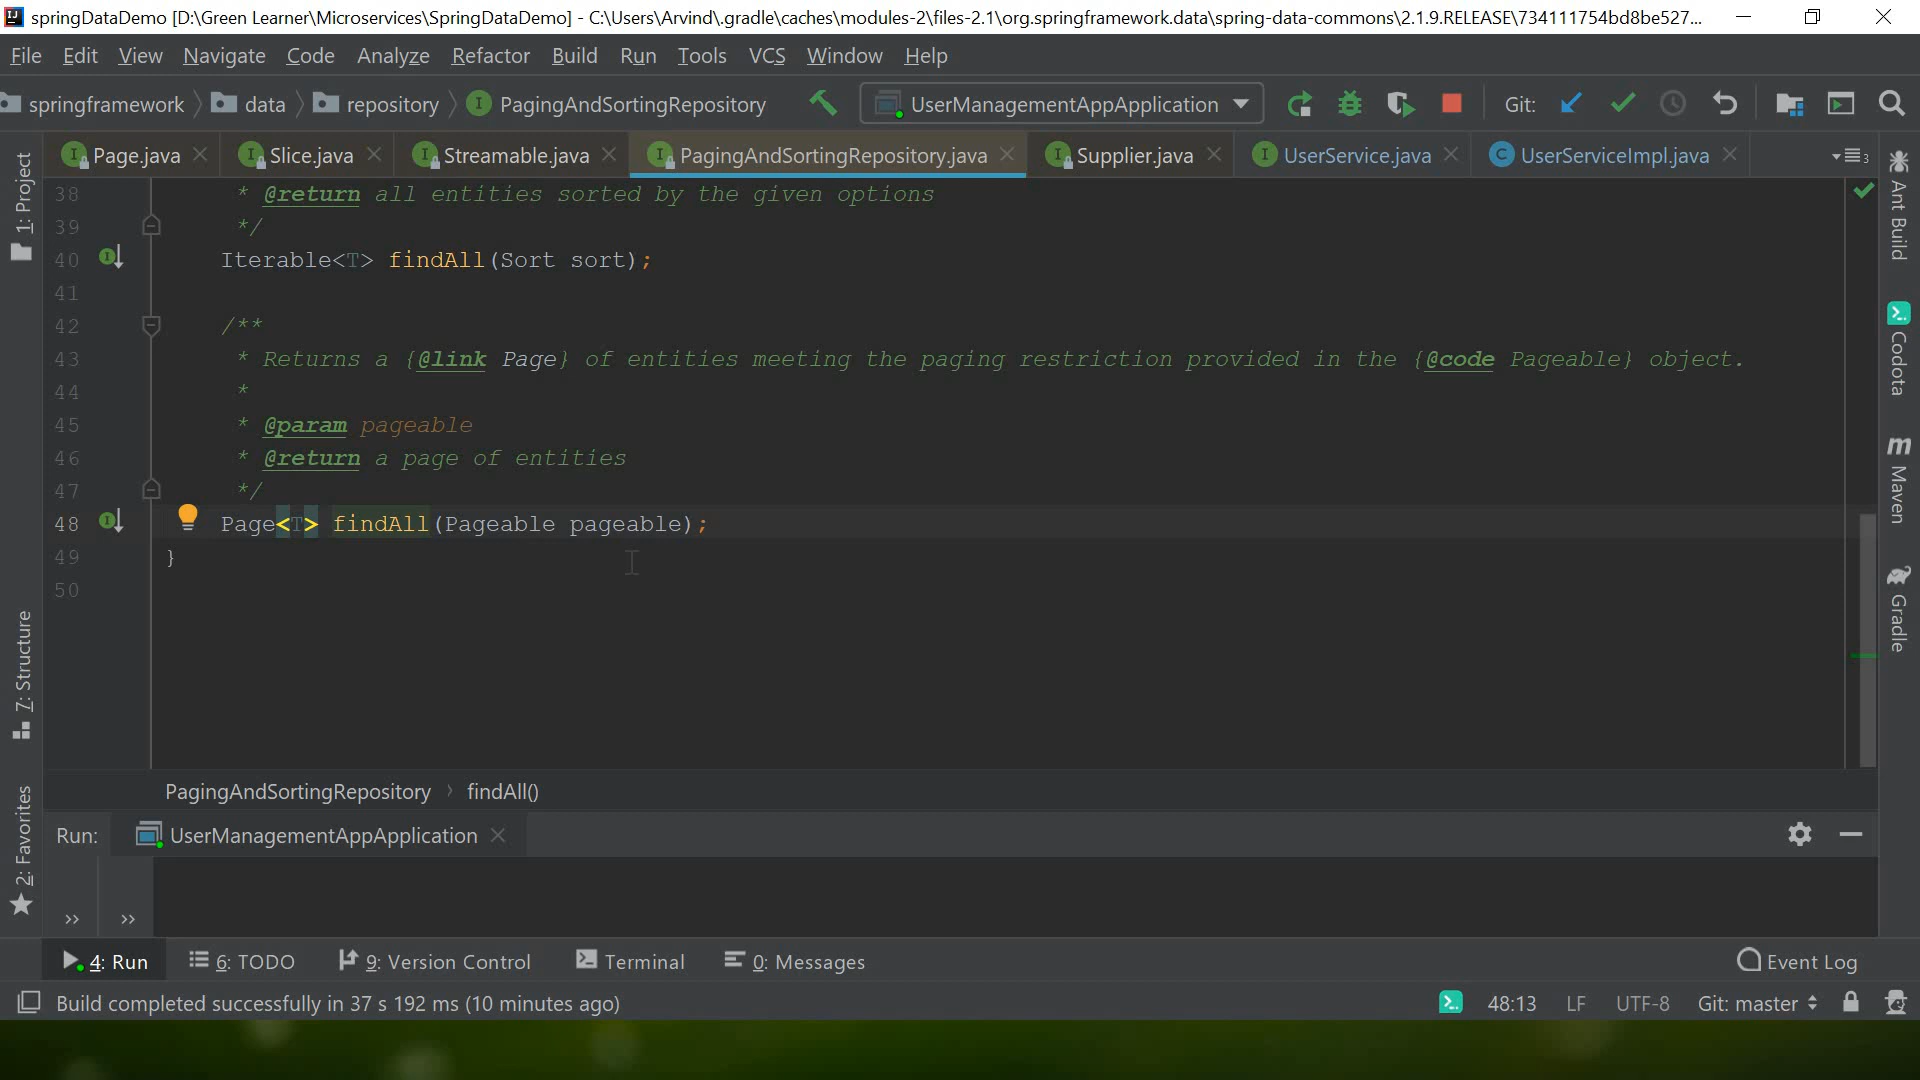 springDataDemo [D:\Green Learner\Microservices\SpringDataDemo] - C:\Users\Arvind\.gradle\caches\modules-2\files-2.1\org.springframework.data\spring-data-commons\2.1.9.RELEASE\734111754bd8be527...
File Edit View Navigate Code Analyze Refactor Build Run Tools VCS Window Help
springframework data repository PagingAndSortingRepository UserManagementAppApplication Git:
Page.java Slice.java Streamable.java PagingAndSortingRepository.java Supplier.java UserService.java UserServiceImpl.java 3
1: Project
7: Structure
2: Favorites
38 * @return all entities sorted by the given options
39 */
40 Iterable<T> findAll(Sort sort);
41
42 /**
43 * Returns a {@link Page} of entities meeting the paging restriction provided in the {@code Pageable} object.
44 *
45 * @param pageable
46 * @return a page of entities
47 */
48 Page<T> findAll(Pageable pageable);
49 }
50
Ant Build
Codota
Maven
Gradle
PagingAndSortingRepository › findAll()
Run: UserManagementAppApplication
4: Run 6: TODO 9: Version Control Terminal 0: Messages Event Log
Build completed successfully in 37 s 192 ms (10 minutes ago) 48:13 LF UTF-8 Git: master